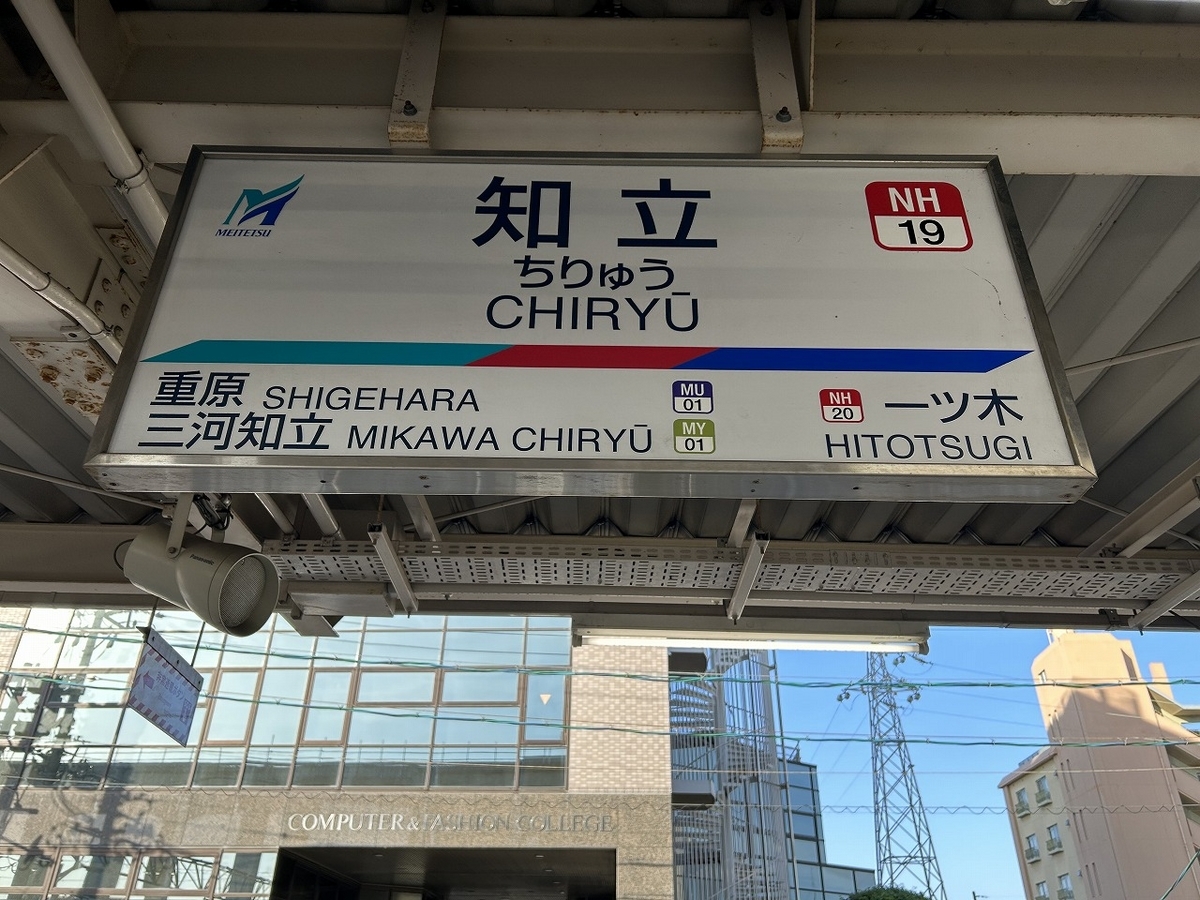 MEITETSU
知立
NH
19
ちりゅう
CHIRYŪ
重原 SHIGEHARA
MU
01
三河知立 MIKAWA CHIRYŪ
MY
01
NH
20
一ツ木
HITOTSUGI
COMPUTER & FASHION COLLEGE